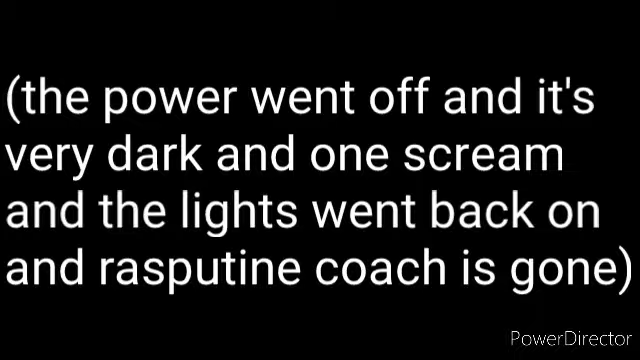 (the power went off and it's
very dark and one scream
and the lights went back on
and rasputine coach is gone)
PowerDirector